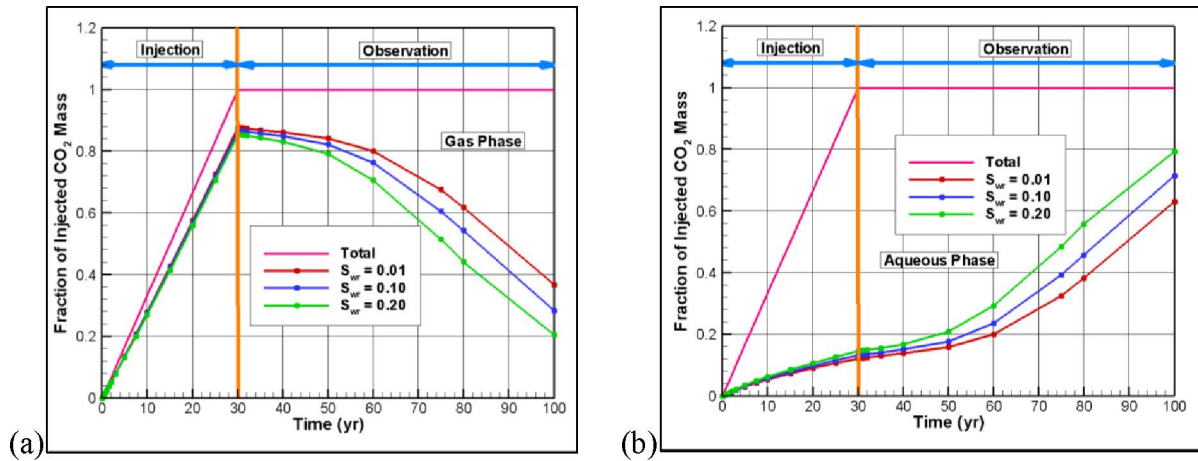 1.2
1
0.8
0.6
0.4
0.2
0
Fraction of Injected CO₂ Mass
Injection
Observation
Gas Phase
Total
Swr = 0.01
Swr = 0.10
Swr = 0.20
0 10 20 30 40 50 60 70 80 90 100
Time (yr)
(a)
1.2
1
0.8
0.6
0.4
0.2
0
Fraction of Injected CO₂ Mass
Injection
Observation
Total
Swr = 0.01
Swr = 0.10
Swr = 0.20
Aqueous Phase
0 10 20 30 40 50 60 70 80 90 100
Time (yr)
(b)